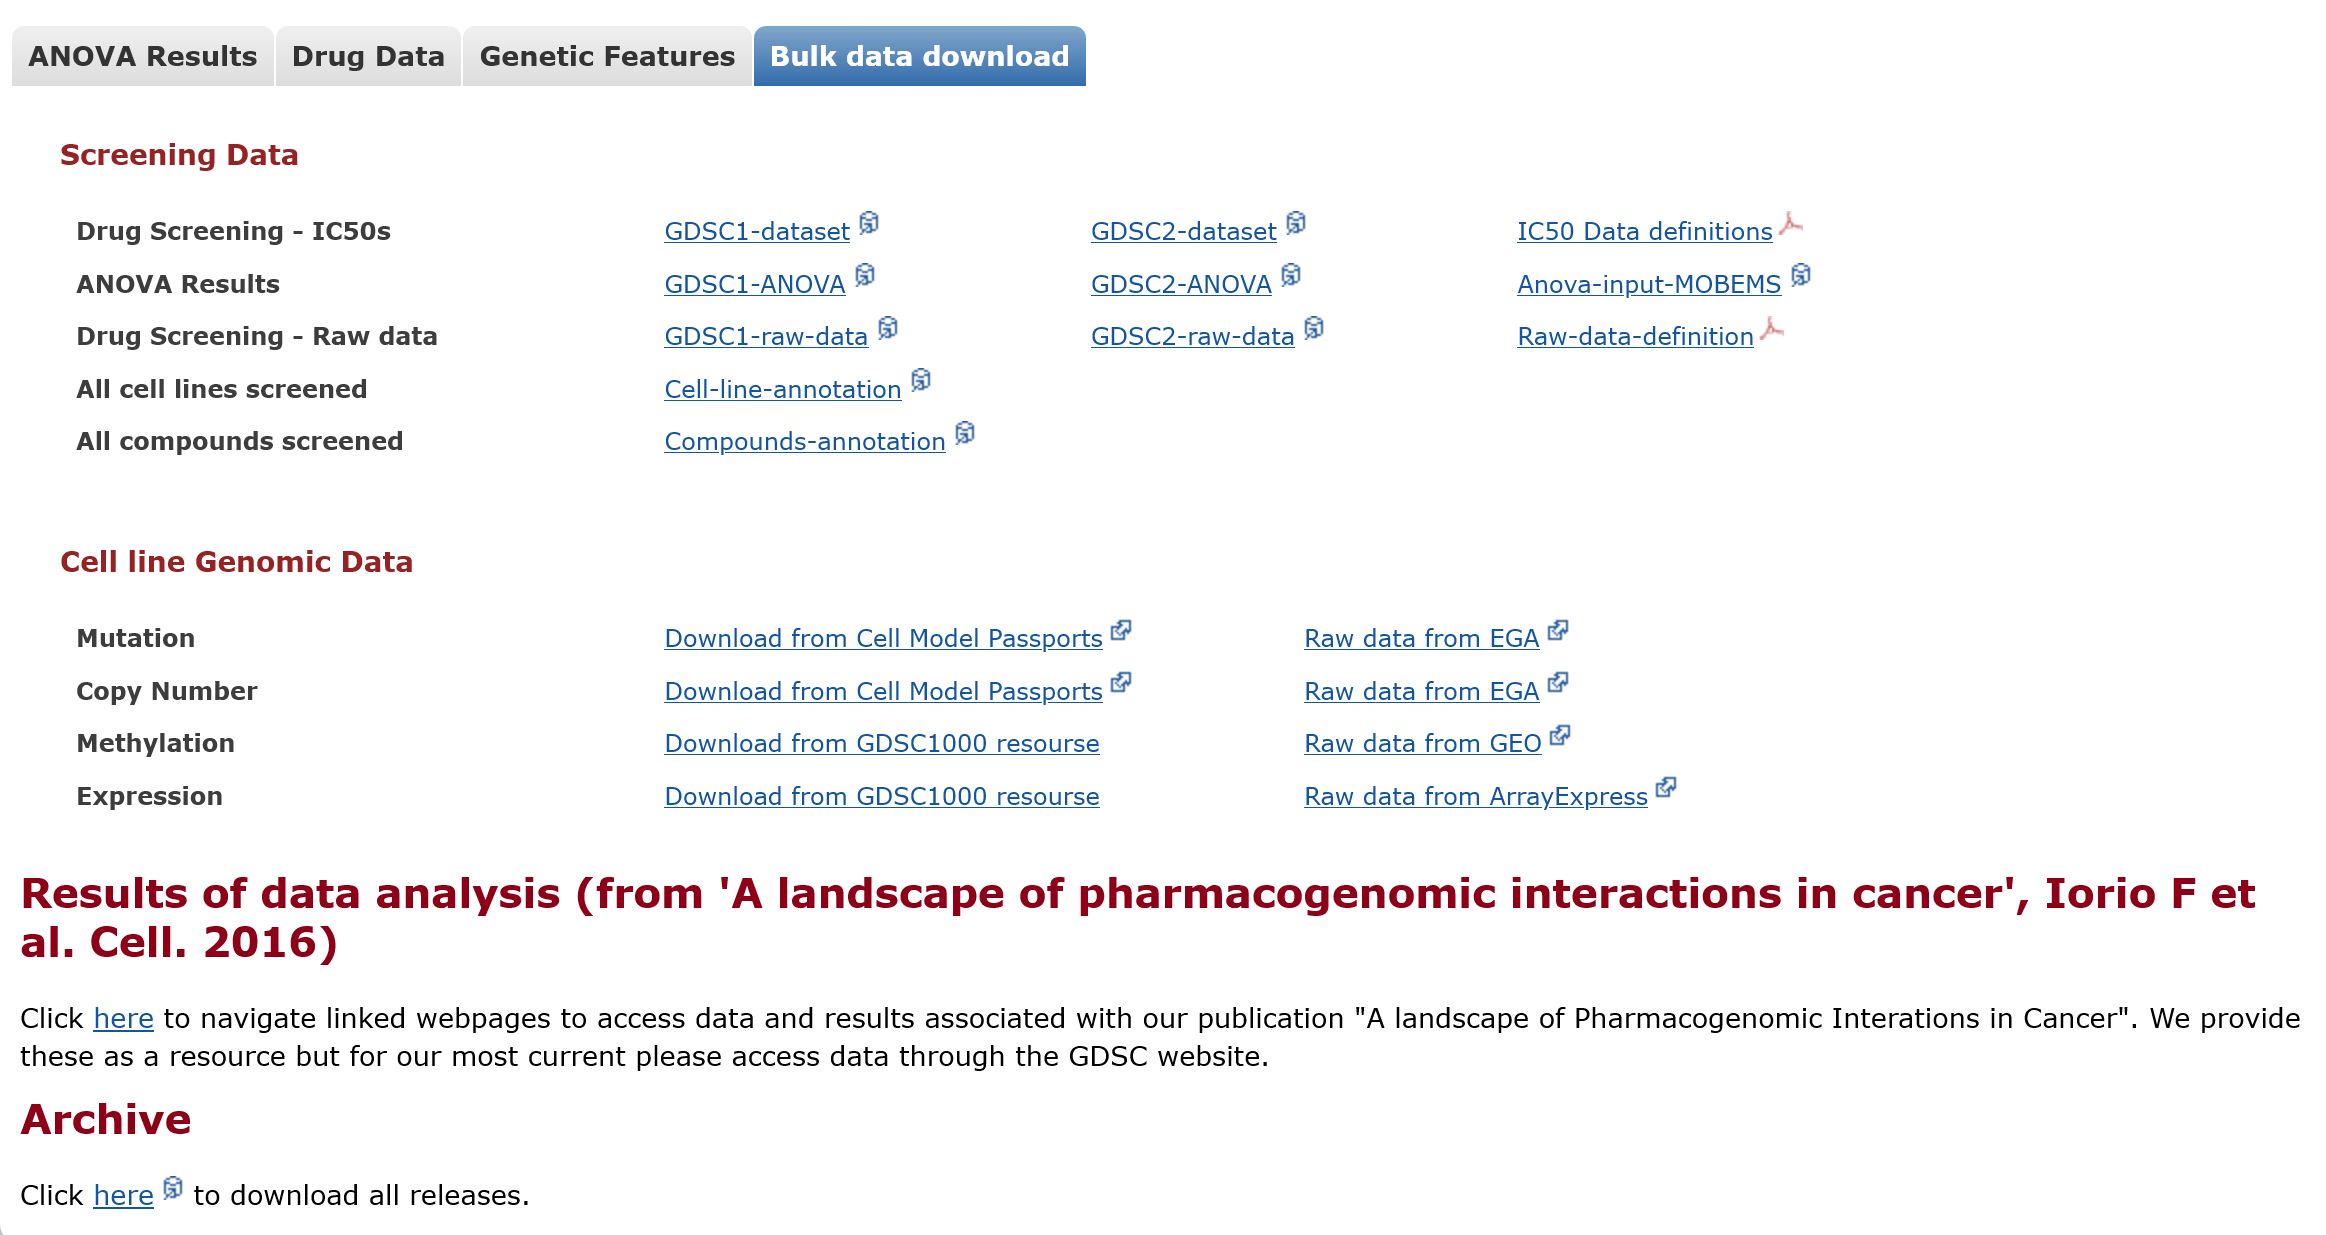 ANOVA Results Drug Data Genetic Features Bulk data download
Screening Data
Drug Screening - IC50s GDSC1-dataset GDSC2-dataset IC50 Data definitions
ANOVA Results GDSC1-ANOVA GDSC2-ANOVA Anova-input-MOBEMS
Drug Screening - Raw data GDSC1-raw-data GDSC2-raw-data Raw-data-definition
All cell lines screened Cell-line-annotation
All compounds screened Compounds-annotation
Cell line Genomic Data
Mutation Download from Cell Model Passports Raw data from EGA
Copy Number Download from Cell Model Passports Raw data from EGA
Methylation Download from GDSC1000 resourse Raw data from GEO
Expression Download from GDSC1000 resourse Raw data from ArrayExpress
Results of data analysis (from 'A landscape of pharmacogenomic interactions in cancer', Iorio F et
al. Cell. 2016)
Click here to navigate linked webpages to access data and results associated with our publication "A landscape of Pharmacogenomic Interations in Cancer". We provide
these as a resource but for our most current please access data through the GDSC website.
Archive
Click here to download all releases.